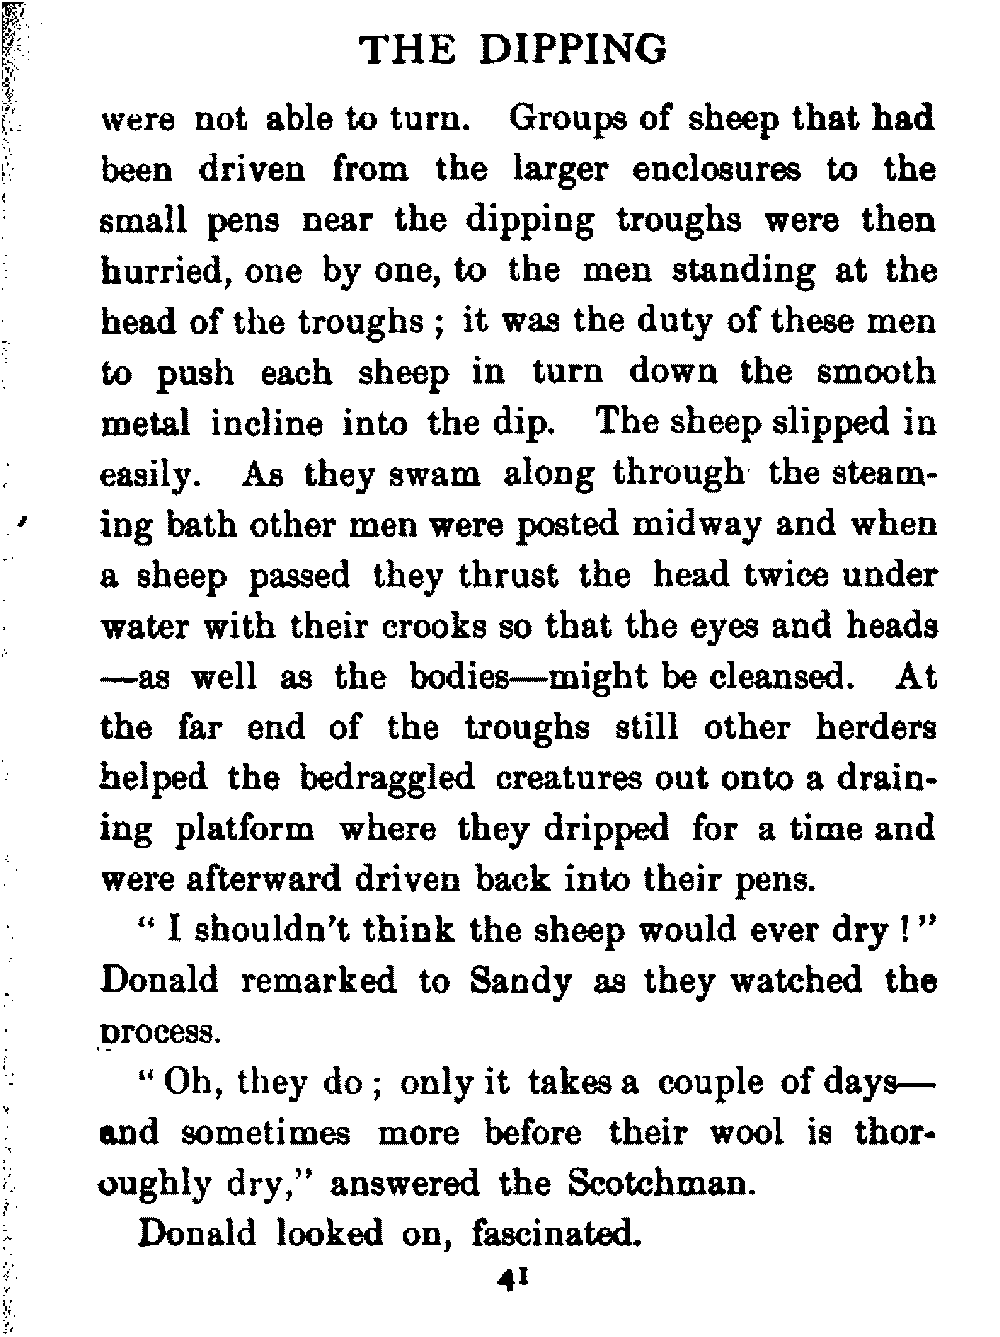 THE DIPPING
were not able to turn. Groups of sheep that had
been driven from the larger enclosures to the
small pens near the dipping troughs were then
hurried, one by one, to the men standing at the
head of the troughs ; it was the duty of these men
to push each sheep in turn down the smooth
metal incline into the dip. The sheep slipped in
easily. As they swam along through the steam-
ing bath other men were posted midway and when
a sheep passed they thrust the head twice under
water with their crooks so that the eyes and heads
—as well as the bodies—might be cleansed. At
the far end of the troughs still other herders
helped the bedraggled creatures out onto a drain-
ing platform where they dripped for a time and
were afterward driven back into their pens.
“ I shouldn't think the sheep would ever dry ! ”
Donald remarked to Sandy as they watched the
process.
“ Oh, they do ; only it takes a couple of days—
and sometimes more before their wool is thor-
oughly dry,” answered the Scotchman.
Donald looked on, fascinated.
41